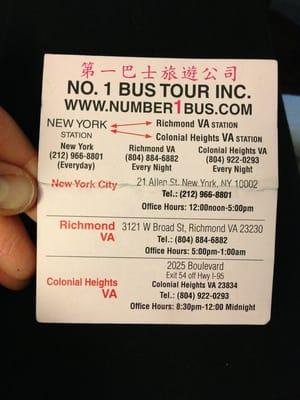 第一巴士旅遊公司
NO. 1 BUS TOUR INC.
WWW.NUMBER1BUS.COM
NEW YORK Richmond VA STATION
STATION Colonial Heights VA STATION
New York Richmond VA Colonial Heights VA
(212) 966-8801 (804) 884-6882 (804) 922-0293
(Everyday) Every Night Every Night
New York City 21 Allen St. New York, NY 10002
Tel.: (212) 966-8801
Office Hours: 12:00noon-5:00pm
Richmond VA 3121 W Broad St, Richmond VA 23230
Tel.: (804) 884-6882
Office Hours: 5:00pm-1:00am
Colonial Heights VA 2025 Boulevard
Exit 54 off Hwy I-95
Colonial Heights VA 23834
Tel.: (804) 922-0293
Office Hours: 8:30pm-12:00 Midnight